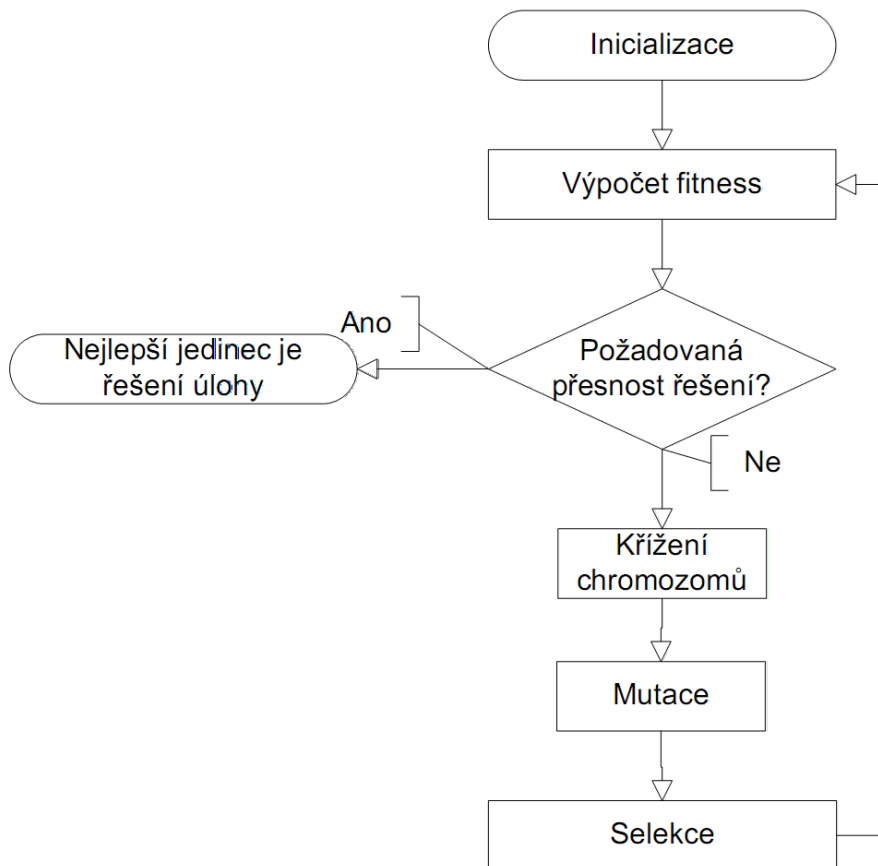 Inicializace
Výpočet fitness
Ano
Nejlepší jedinec je
řešení úlohy
Požadovaná
přesnost řešení?
Ne
Křížení
chromozomů
Mutace
Selekce